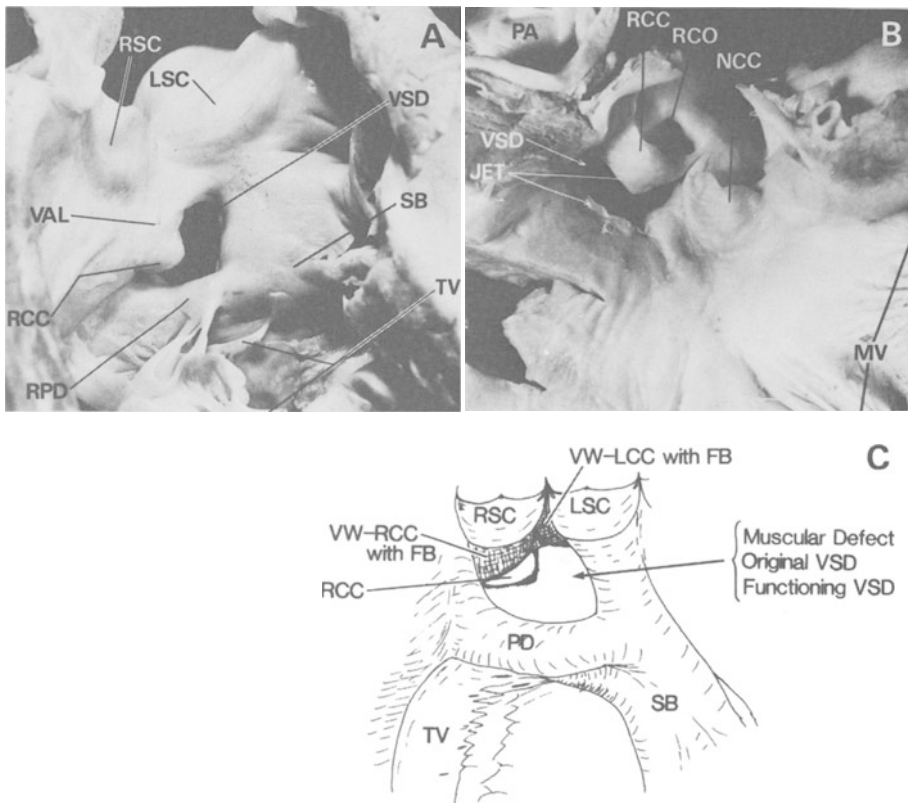 A
RSC
LSC
VSD
VAL
SB
RCC
TV
RPD
B
PA
RCC
RCO
NCC
VSD
JET
MV
C
VW-LCC with FB
RSC
LSC
VW-RCC
with FB
RCC
Muscular Defect
Original VSD
Functioning VSD
PD
SB
TV